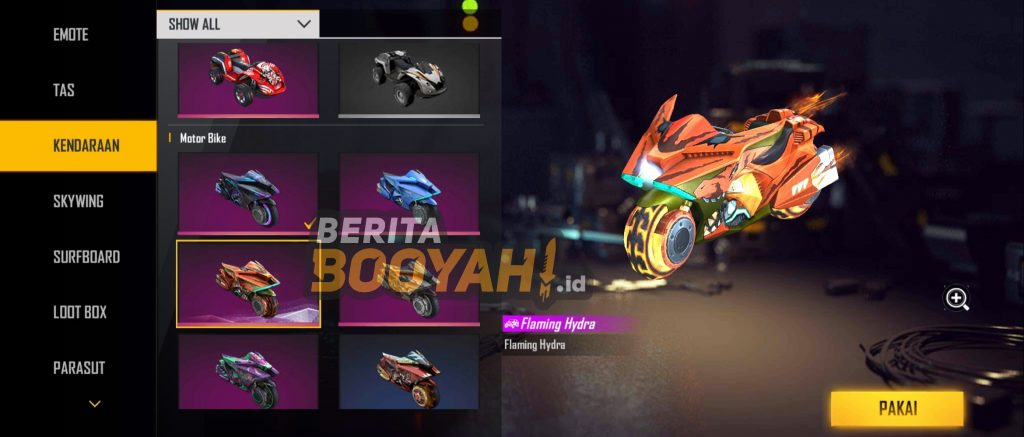 EMOTE
TAS
KENDARAAN
SKYWING
SURFBOARD
LOOT BOX
PARASUT
SHOW ALL
Motor Bike
BERITA
BOOYAH!.id
Flaming Hydra
Flaming Hydra
PAKAI